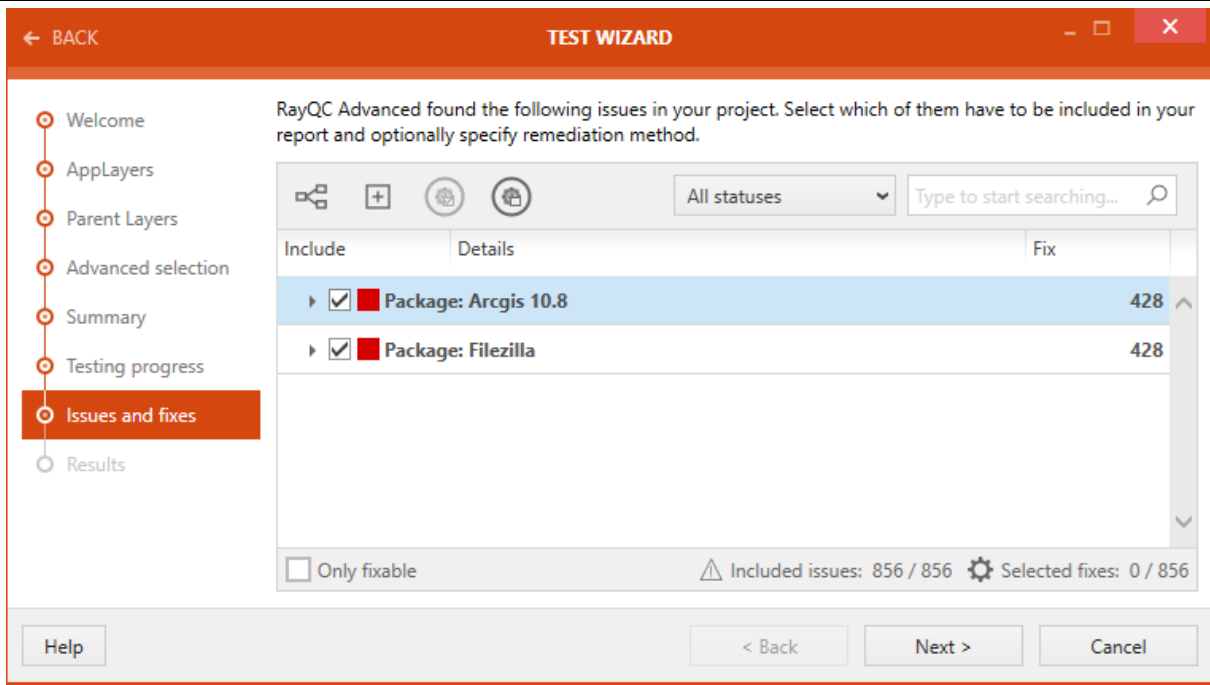 BACK
TEST WIZARD
Welcome
AppLayers
Parent Layers
Advanced selection
Summary
Testing progress
Issues and fixes
Results
RayQC Advanced found the following issues in your project. Select which of them have to be included in your
report and optionally specify remediation method.
All statuses
Type to start searching...
Include Details Fix
Package: Arcgis 10.8 428
Package: Filezilla 428
Only fixable
Included issues: 856 / 856 Selected fixes: 0 / 856
Help
< Back
Next >
Cancel